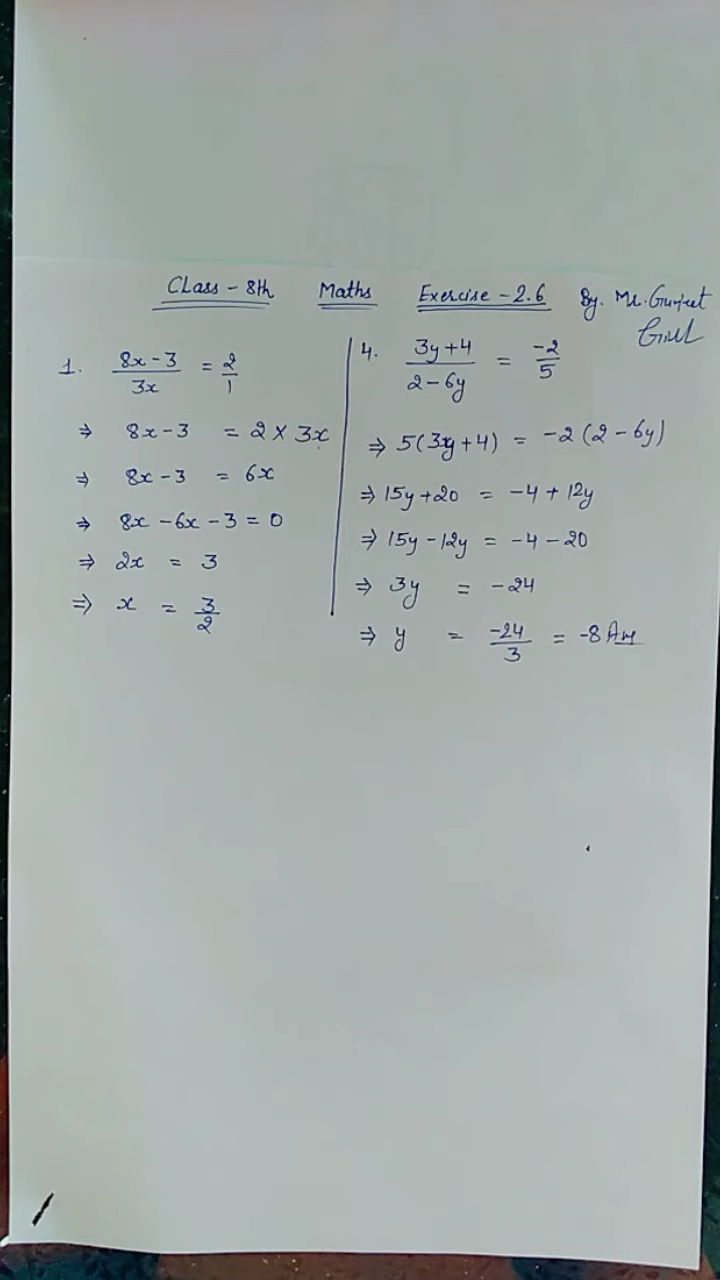 Class - 8th Maths Exercise - 2.6 By. Mr. Gurjeet Gill
1. 8x - 3 / 3x = 2 / 1
⇒ 8x - 3 = 2 × 3x
⇒ 8x - 3 = 6x
⇒ 8x - 6x - 3 = 0
⇒ 2x = 3
⇒ x = 3 / 2
4. 3y + 4 / 2 - 6y = -2 / 5
⇒ 5(3y + 4) = -2(2 - 6y)
⇒ 15y + 20 = -4 + 12y
⇒ 15y - 12y = -4 - 20
⇒ 3y = -24
⇒ y = -24 / 3 = -8 Ans